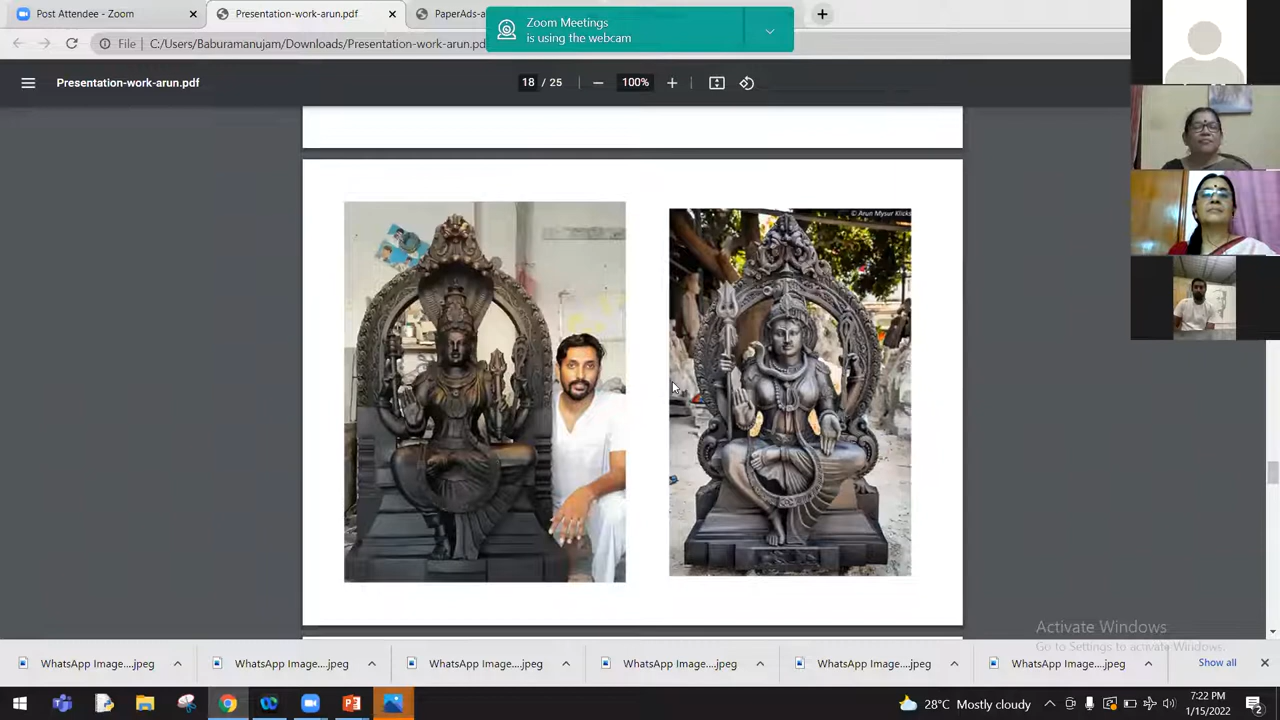 Post Attendee - Zoom
Presentation-work-arun.pdf
PaperAds-a
Zoom Meetings
is using the webcam
File
C:/Users/Baburamanujam/Downloads/Presentation-work-arun.pd
Presentation-work-arun.pdf
18 / 25
100%
© Arun Mysur Klicks
Activate Windows
Go to Settings to activate Windows.
WhatsApp Image....jpeg
WhatsApp Image....jpeg
WhatsApp Image....jpeg
WhatsApp Image....jpeg
WhatsApp Image....jpeg
WhatsApp Image....jpeg
Show all
28°C Mostly cloudy
7:22 PM
1/15/2022
2